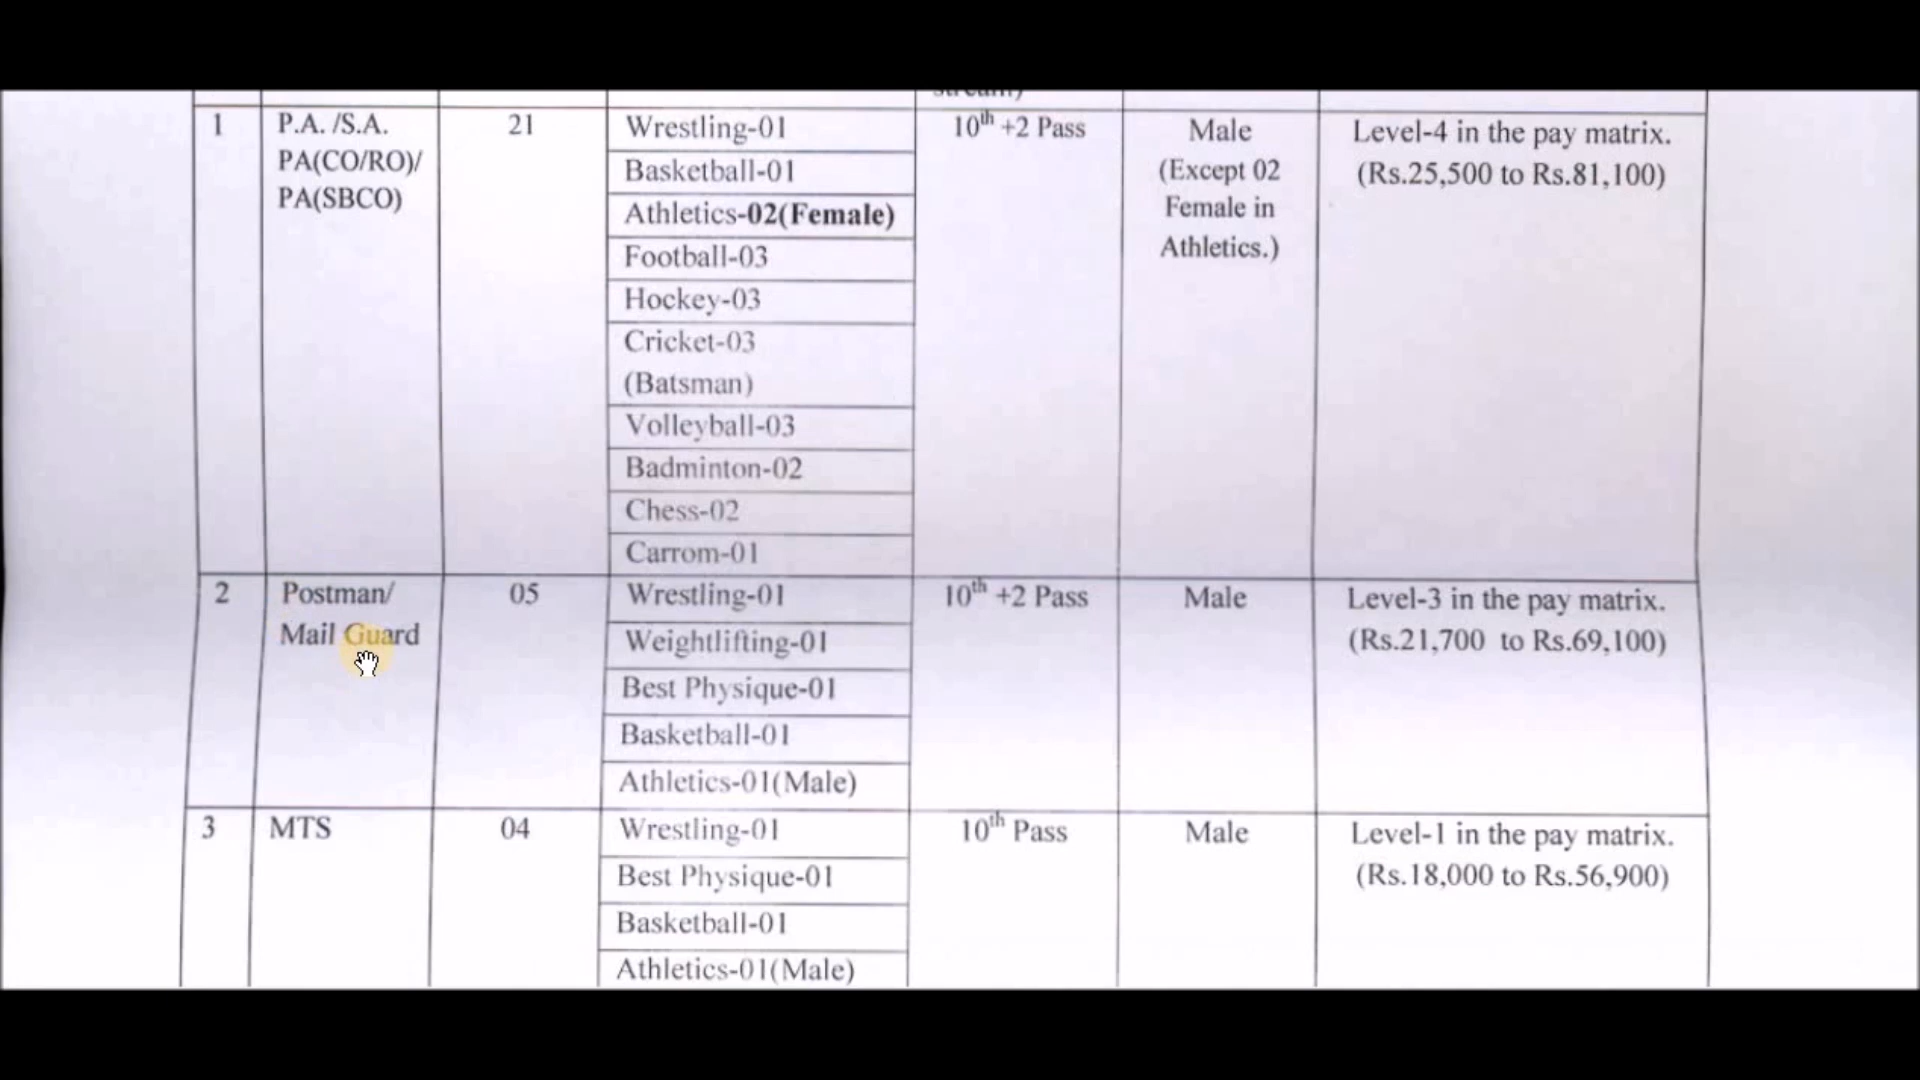 stream)
1
P.A. /S.A.
PA(CO/RO)/
PA(SBCO)
21
Wrestling-01
Basketball-01
Athletics-02(Female)
Football-03
Hockey-03
Cricket-03
(Batsman)
Volleyball-03
Badminton-02
Chess-02
Carrom-01
10th +2 Pass
Male
(Except 02
Female in
Athletics.)
Level-4 in the pay matrix.
(Rs.25,500 to Rs.81,100)
2
Postman/
Mail Guard
05
Wrestling-01
Weightlifting-01
Best Physique-01
Basketball-01
Athletics-01(Male)
10th +2 Pass
Male
Level-3 in the pay matrix.
(Rs.21,700 to Rs.69,100)
3
MTS
04
Wrestling-01
Best Physique-01
Basketball-01
Athletics-01(Male)
10th Pass
Male
Level-1 in the pay matrix.
(Rs.18,000 to Rs.56,900)